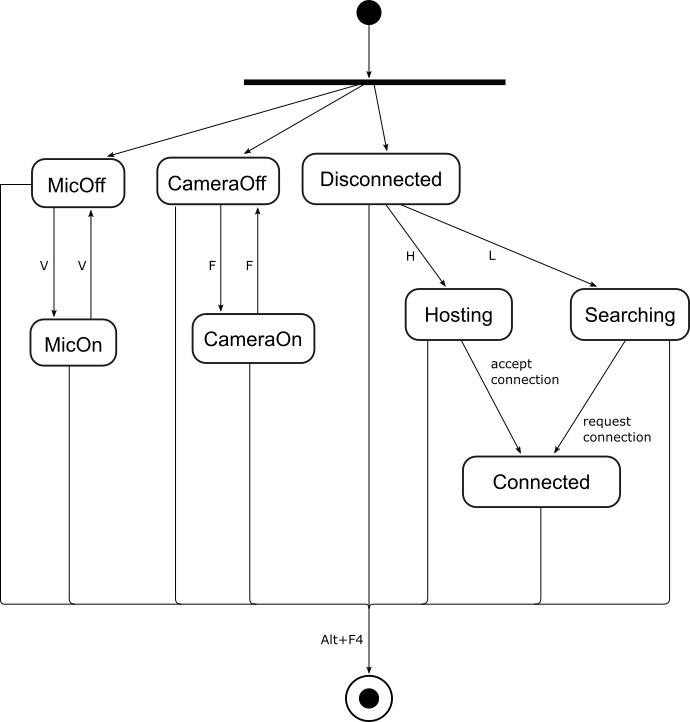 MicOff
CameraOff
Disconnected
V
V
F
F
H
L
MicOn
CameraOn
Hosting
Searching
accept
connection
request
connection
Connected
Alt+F4